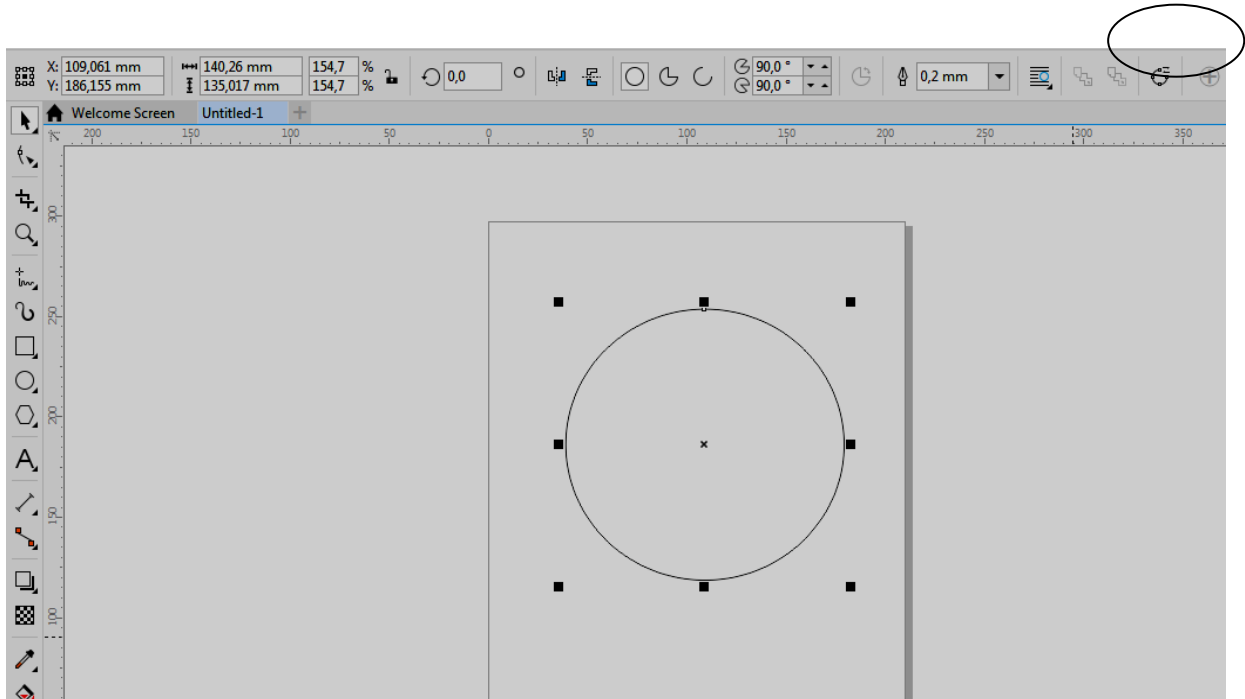 X: 109,061 mm 140,26 mm 154,7 % 0,0 ° 90,0 ° 0,2 mm
Y: 186,155 mm 135,017 mm 154,7 % 90,0 °
Welcome Screen Untitled-1 +
200 150 100 50 0 50 100 150 200 250 300 350
300
250
200
150
100